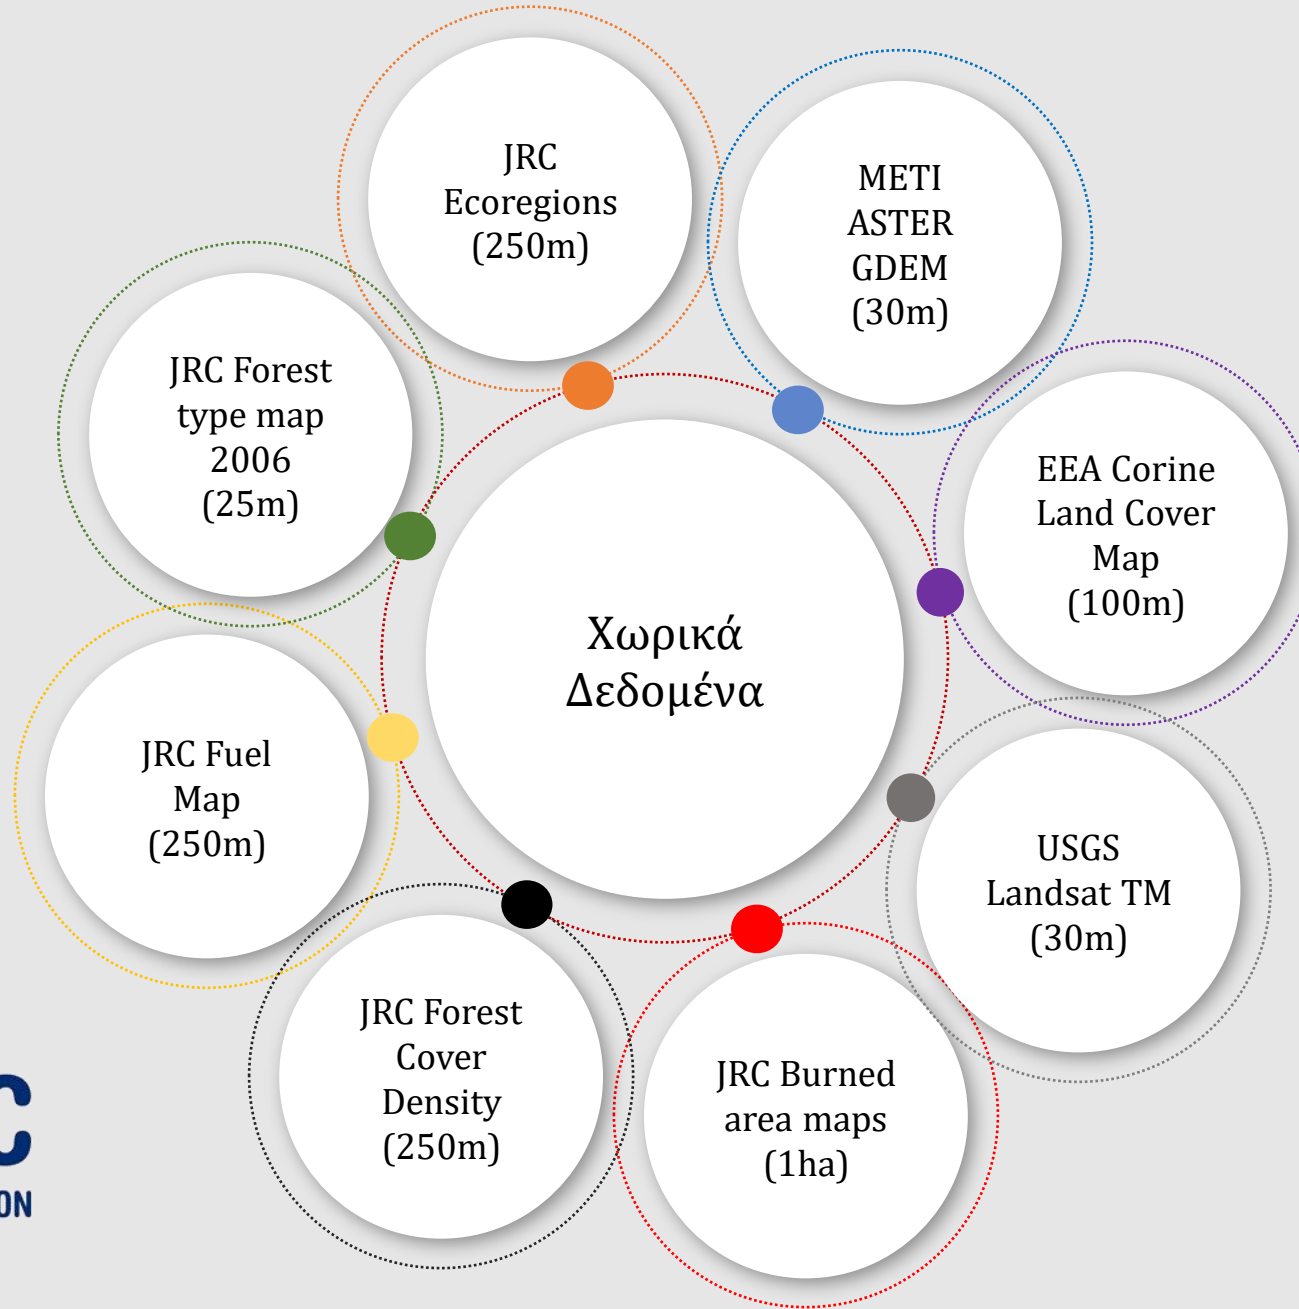 JRC
Ecoregions
(250m)
METI
ASTER
GDEM
(30m)
JRC Forest
type map
2006
(25m)
EEA Corine
Land Cover
Map
(100m)
Χωρικά
Δεδομένα
JRC Fuel
Map
(250m)
USGS
Landsat TM
(30m)
JRC Forest
Cover
Density
(250m)
JRC Burned
area maps
(1ha)
C
ON